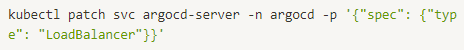 kubectl patch svc argocd-server -n argocd -p '{"spec": {"typ
e": "LoadBalancer"}}'